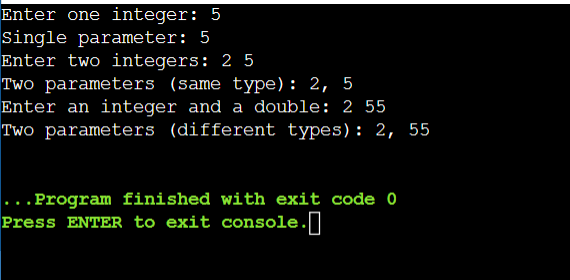 Enter one integer: 5
Single parameter: 5
Enter two integers: 2 5
Two parameters (same type): 2, 5
Enter an integer and a double: 2 55
Two parameters (different types): 2, 55
...Program finished with exit code 0
Press ENTER to exit console.